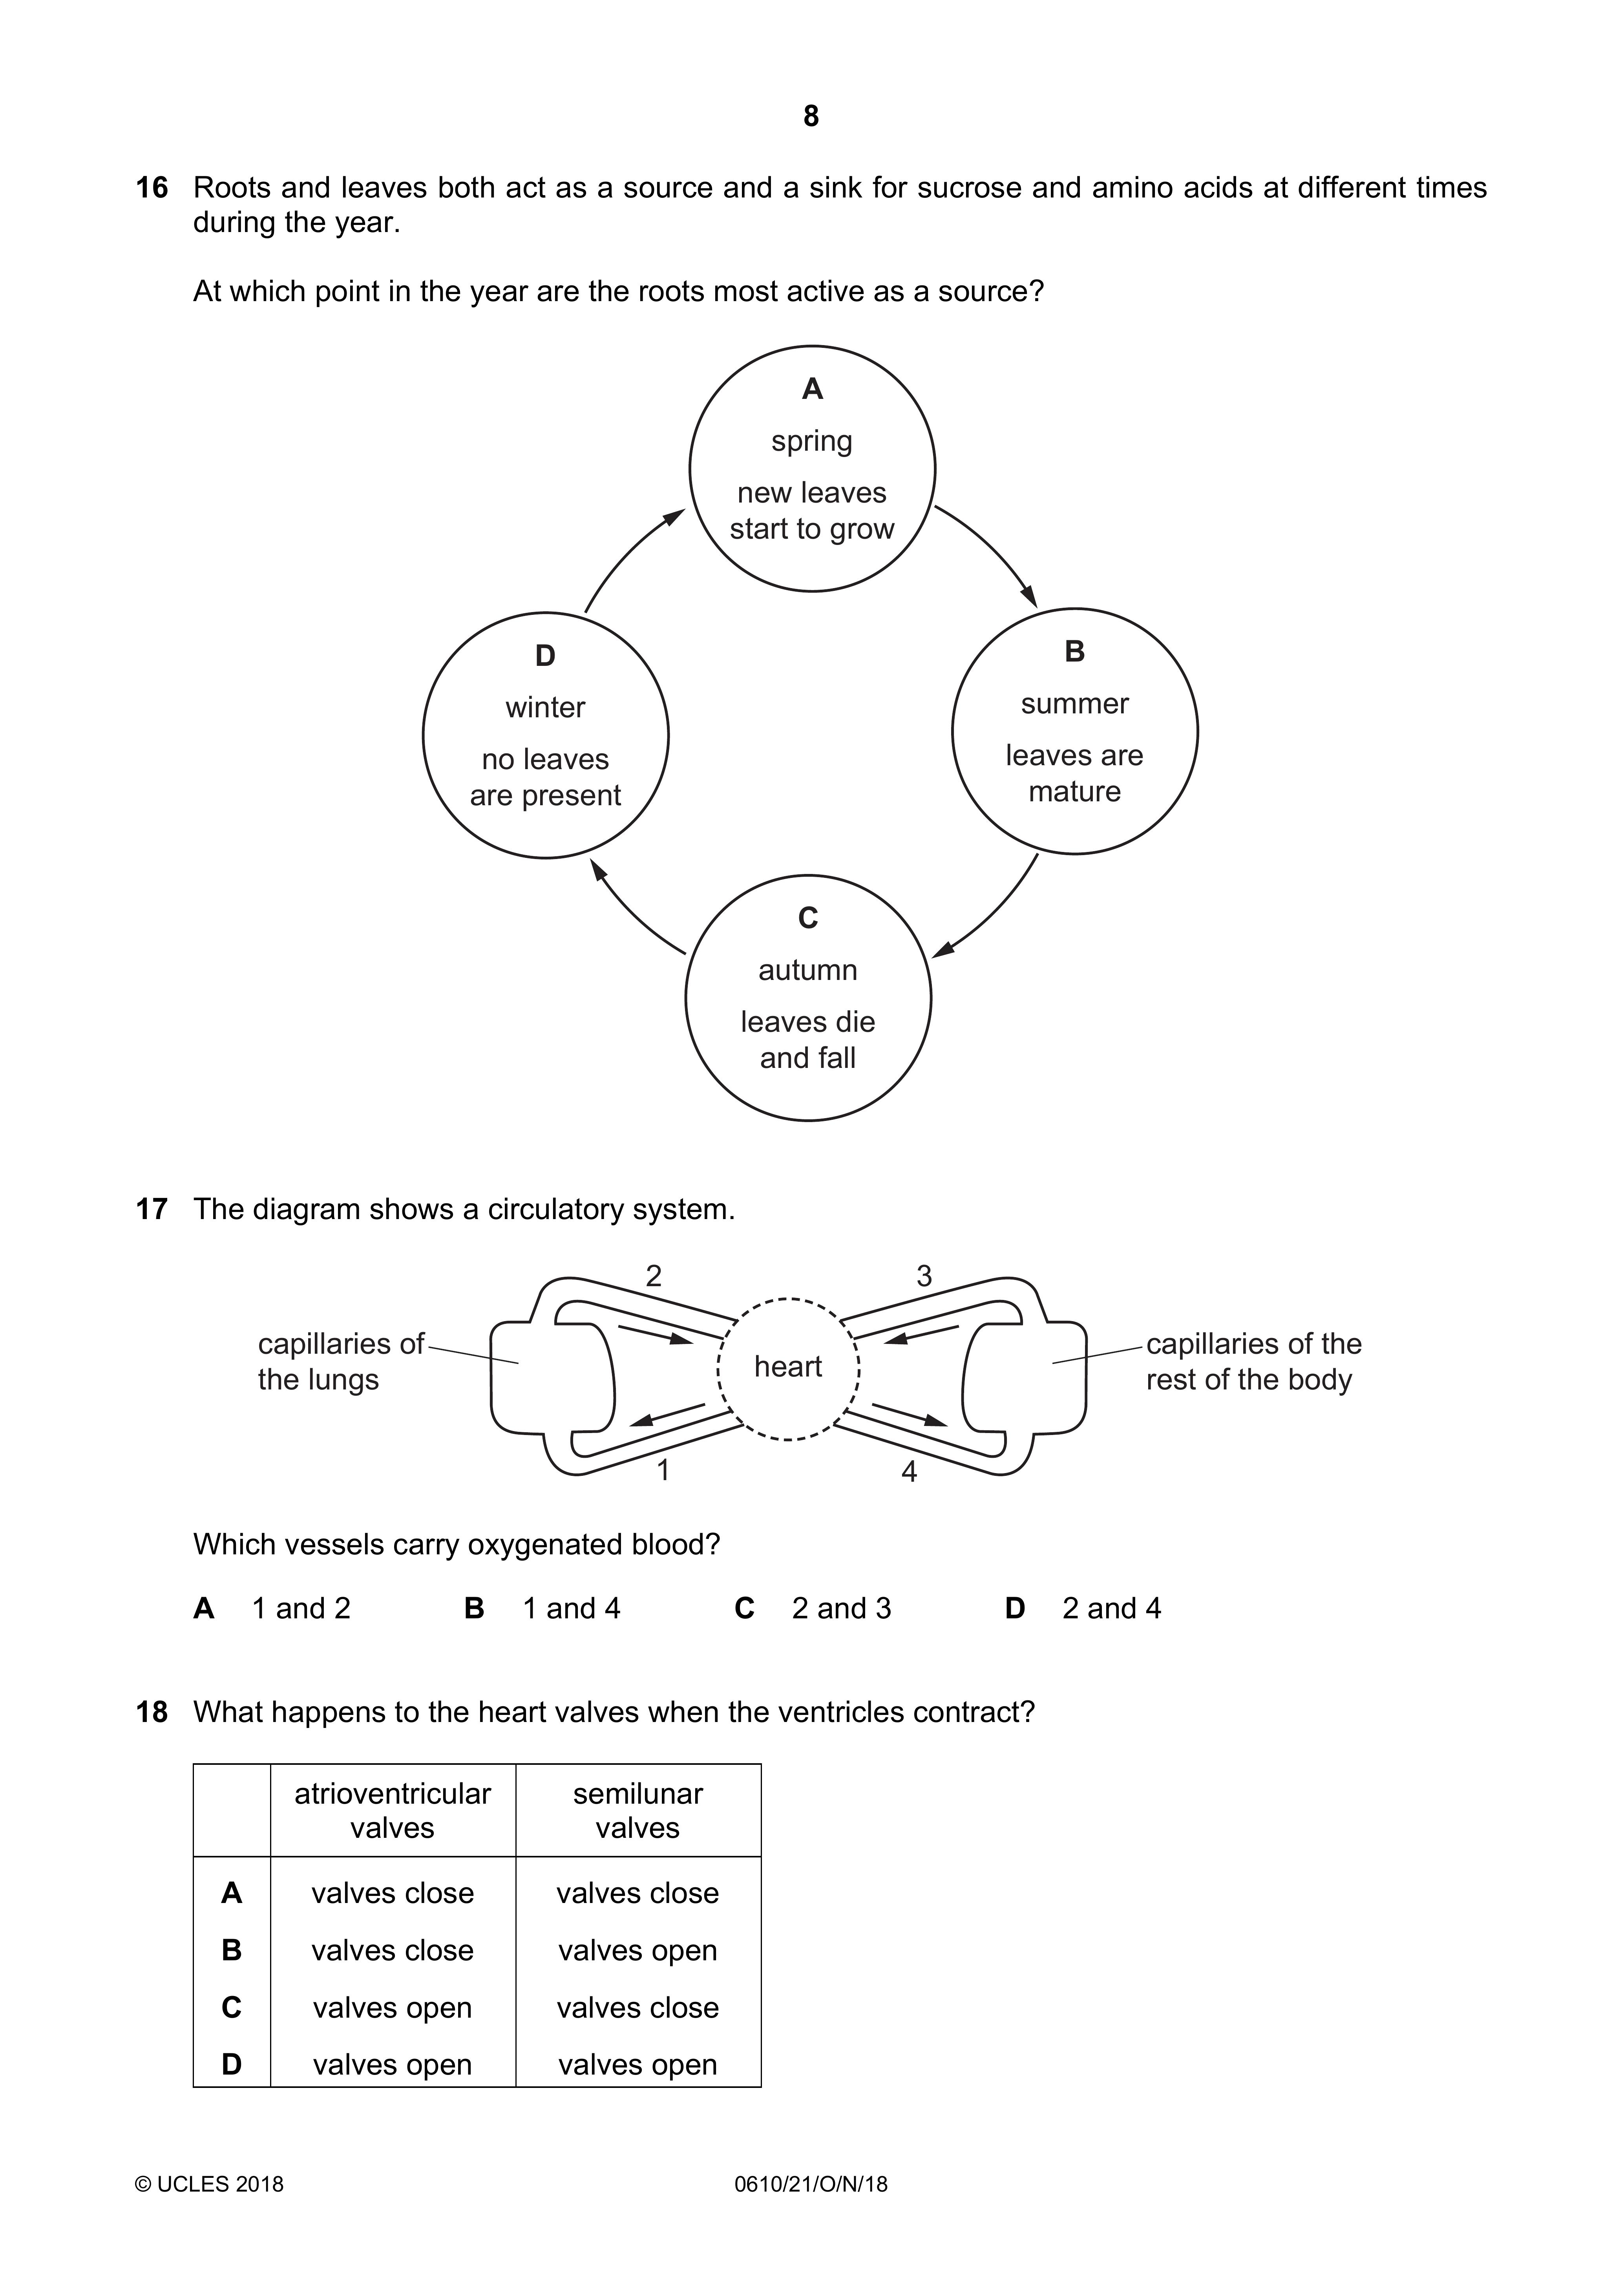 8
16 Roots and leaves both act as a source and a sink for sucrose and amino acids at different times
during the year.
At which point in the year are the roots most active as a source?
A
spring
new leaves
start to grow
B
summer
leaves are
mature
C
autumn
leaves die
and fall
D
winter
no leaves
are present
17 The diagram shows a circulatory system.
capillaries of
the lungs
2
1
heart
3
4
capillaries of the
rest of the body
Which vessels carry oxygenated blood?
A 1 and 2 B 1 and 4 C 2 and 3 D 2 and 4
18 What happens to the heart valves when the ventricles contract?
atrioventricular
valves
semilunar
valves
A valves close valves close
B valves close valves open
C valves open valves close
D valves open valves open
© UCLES 2018 0610/21/O/N/18